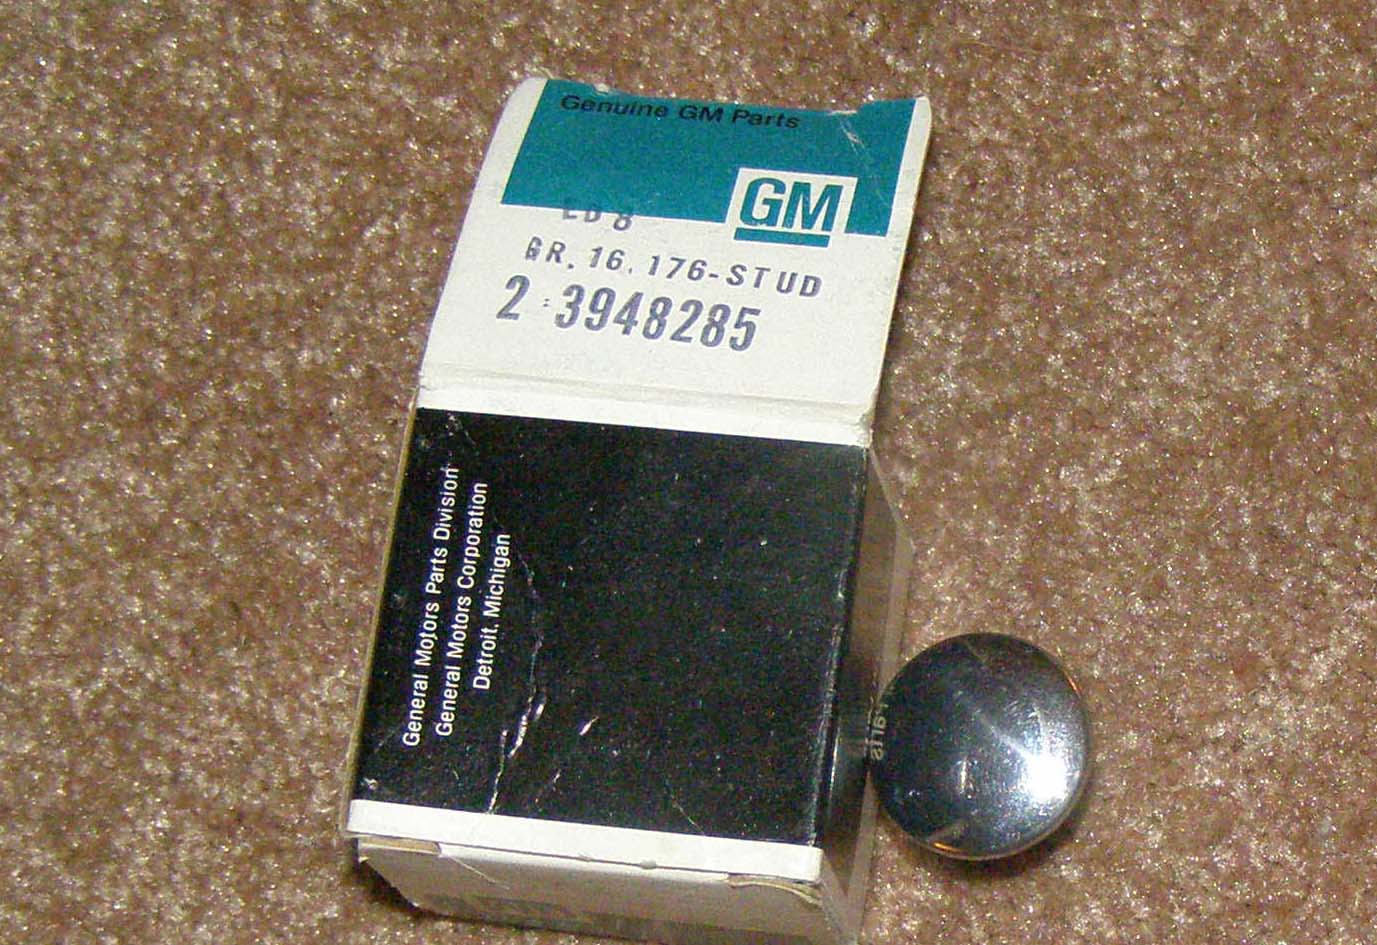 Genuine GM Parts
GM
GR. 16.176-STUD
2 3948285
General Motors Parts Division
General Motors Corporation
Detroit, Michigan